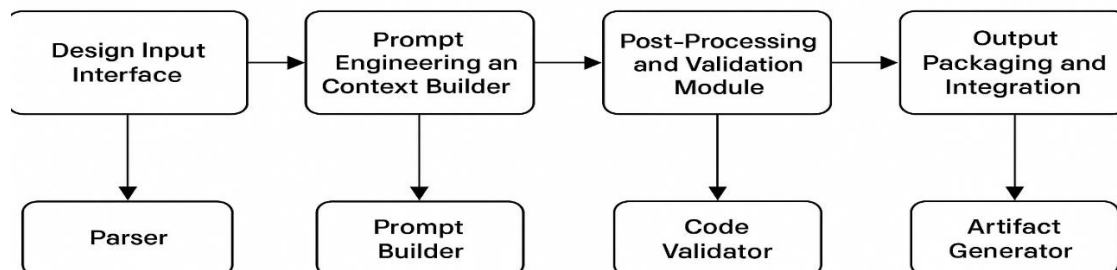 Design Input
Interface
Prompt
Engineering an
Context Builder
Post-Processing
and Validation
Module
Output
Packaging and
Integration
Parser
Prompt
Builder
Code
Validator
Artifact
Generator